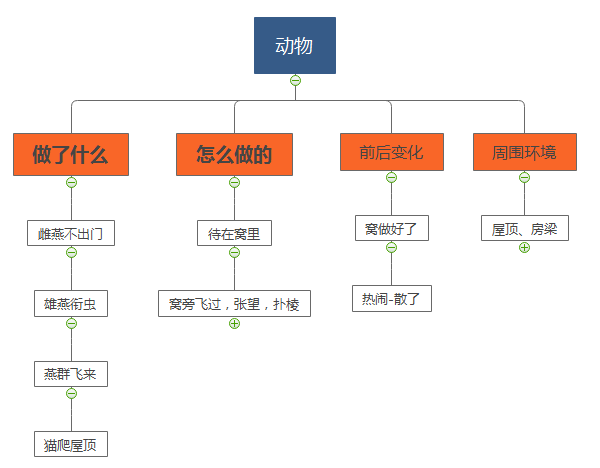 动物
做了什么
怎么做的
前后变化
周围环境
雌燕不出门
待在窝里
窝做好了
屋顶、房梁
雄燕衔虫
窝旁飞过，张望，扑棱
热闹-散了
燕群飞来
猫爬屋顶